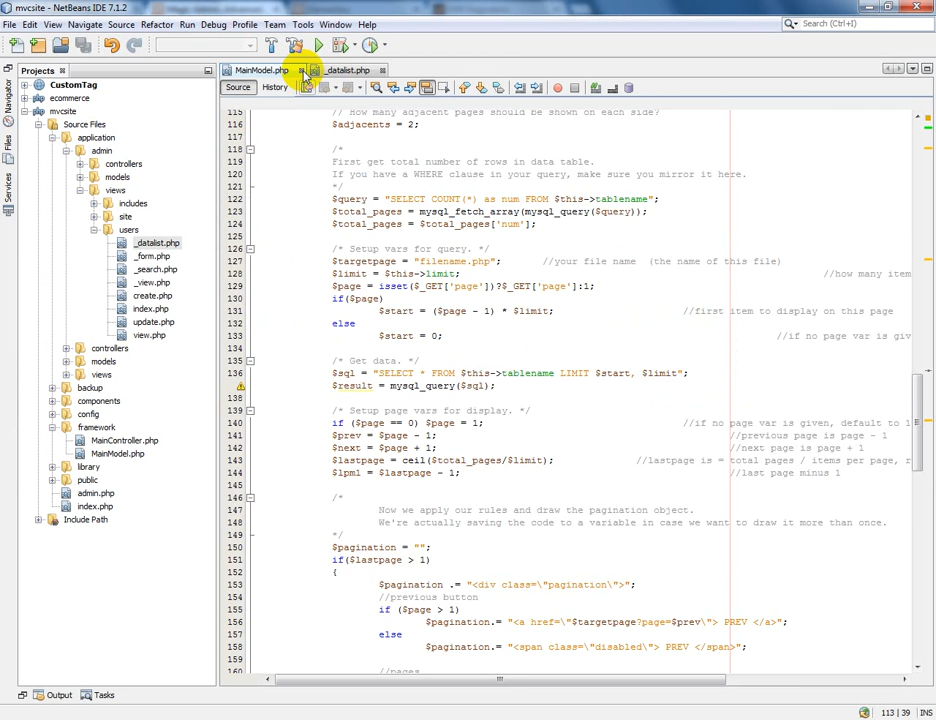 mvcsite - NetBeans IDE 7.1.2
File Edit View Navigate Source Refactor Run Debug Profile Team Tools Window Help
Search (Ctrl+I)
Projects
MainModel.php
_datalist.php
Source History
Navigator
Files
Services
CustomTag
ecommerce
mvcsite
Source Files
application
admin
controllers
models
views
includes
site
users
_datalist.php
_form.php
_search.php
_view.php
create.php
index.php
update.php
view.php
controllers
models
views
backup
components
config
framework
MainController.php
MainModel.php
library
public
admin.php
index.php
Include Path
115 // How many adjacent pages should be shown on each side?
116 $adjacents = 2;
117
118 /*
119 First get total number of rows in data table.
120 If you have a WHERE clause in your query, make sure you mirror it here.
121 */
122 $query = "SELECT COUNT(*) as num FROM $this->tablename";
123 $total_pages = mysql_fetch_array(mysql_query($query));
124 $total_pages = $total_pages['num'];
125
126 /* Setup vars for query. */
127 $targetpage = "filename.php"; //your file name (the name of this file)
128 $limit = $this->limit; //how many item
129 $page = isset($_GET['page'])?$_GET['page']:1;
130 if($page)
131 $start = ($page - 1) * $limit; //first item to display on this page
132 else
133 $start = 0; //if no page var is giv
134
135 /* Get data. */
136 $sql = "SELECT * FROM $this->tablename LIMIT $start, $limit";
$result = mysql_query($sql);
138
139 /* Setup page vars for display. */
140 if ($page == 0) $page = 1; //if no page var is given, default to 1
141 $prev = $page - 1; //previous page is page - 1
142 $next = $page + 1; //next page is page + 1
143 $lastpage = ceil($total_pages/$limit); //lastpage is = total pages / items per page, r
144 $lpm1 = $lastpage - 1; //last page minus 1
145
146 /*
147 Now we apply our rules and draw the pagination object.
148 We're actually saving the code to a variable in case we want to draw it more than once.
149 */
150 $pagination = "";
151 if($lastpage > 1)
152 {
153 $pagination .= "<div class=\"pagination\">";
154 //previous button
155 if ($page > 1)
156 $pagination.= "<a href=\"$targetpage?page=$prev\"> PREV </a>";
157 else
158 $pagination.= "<span class=\"disabled\"> PREV </span>";
159
160 //pages
Output Tasks
113 | 39 INS